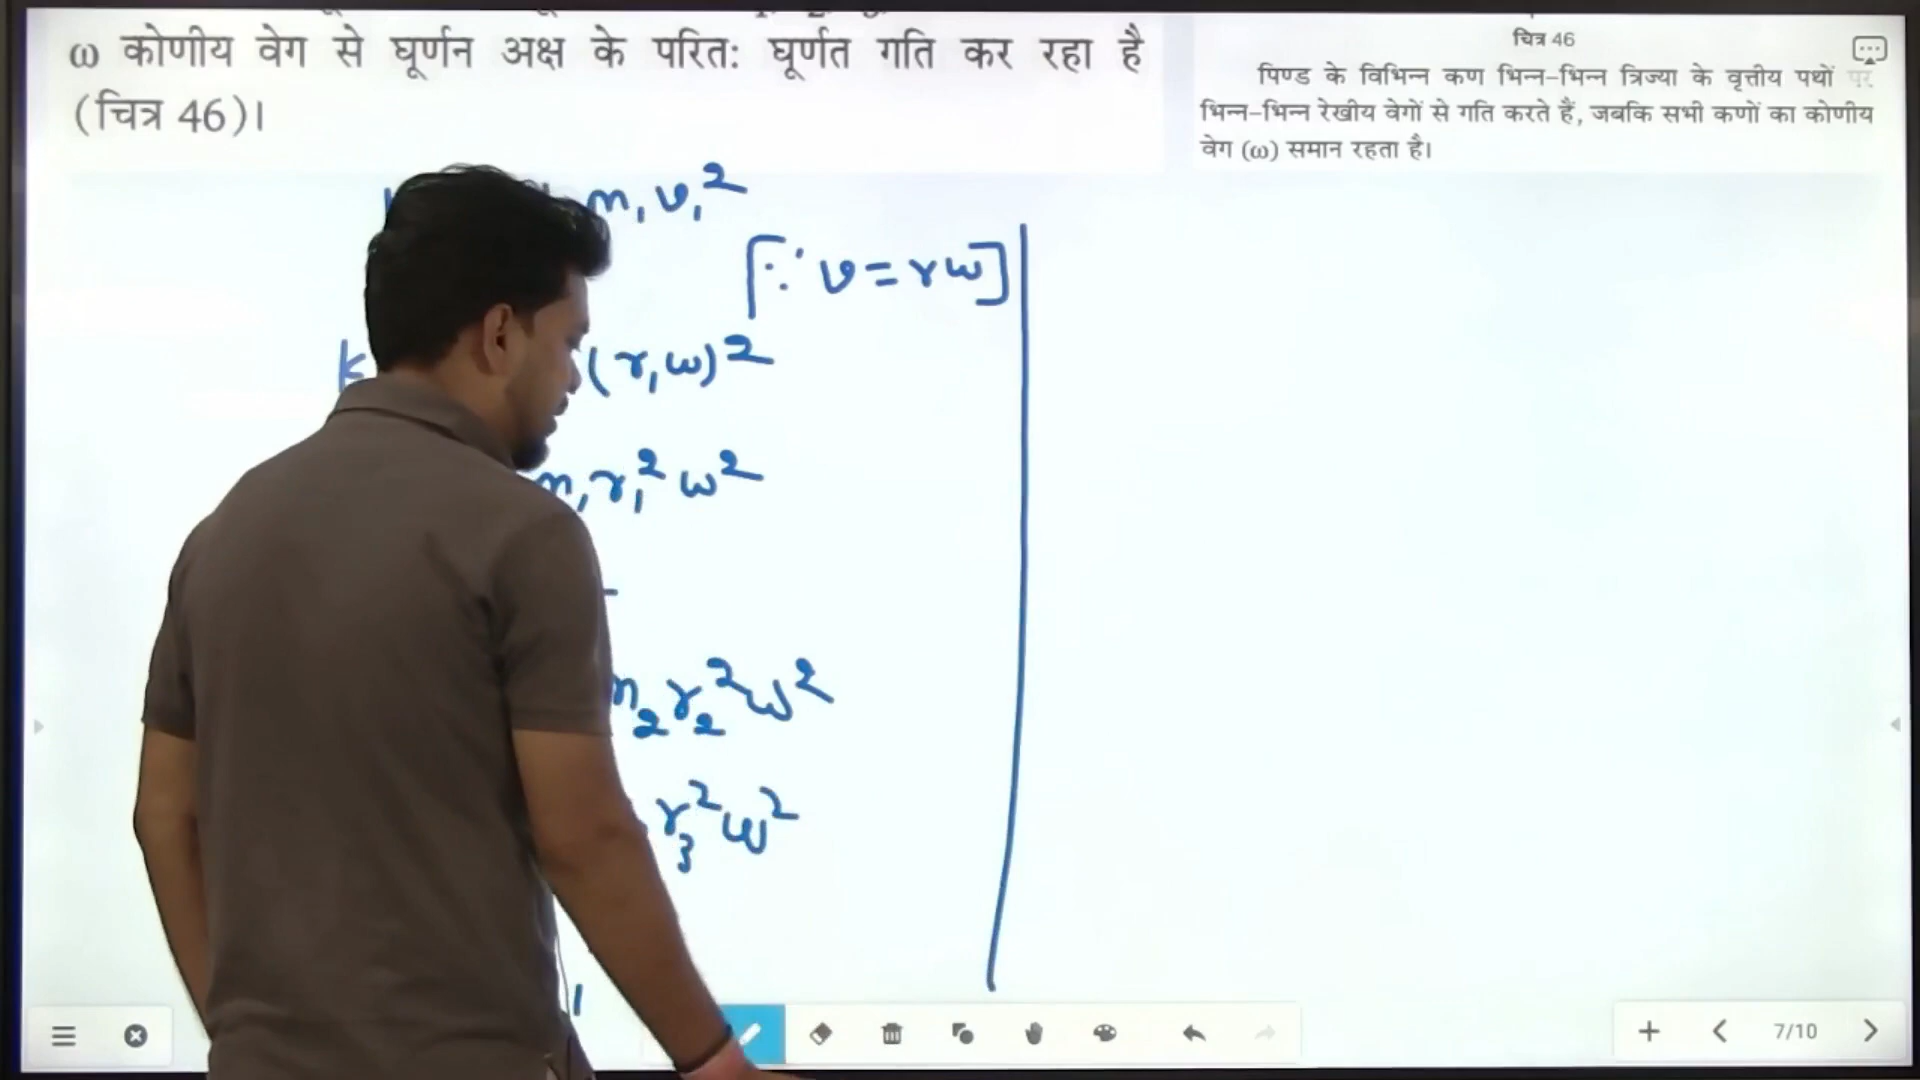 ω कोणीय वेग से घूर्णन अक्ष के परित: घूर्णत गति कर रहा है
(चित्र 46)।
चित्र 46
पिण्ड के विभिन्न कण भिन्न-भिन्न त्रिज्या के वृत्तीय पथों पर
भिन्न-भिन्न रेखीय वेगों से गति करते हैं, जबकि सभी कणों का कोणीय
वेग (ω) समान रहता है।
m₁v₁²
[∵ v = rω]
k (r₁ω)²
m₁r₁²ω²
m₂r₂²ω²
r₃²ω²
7/10